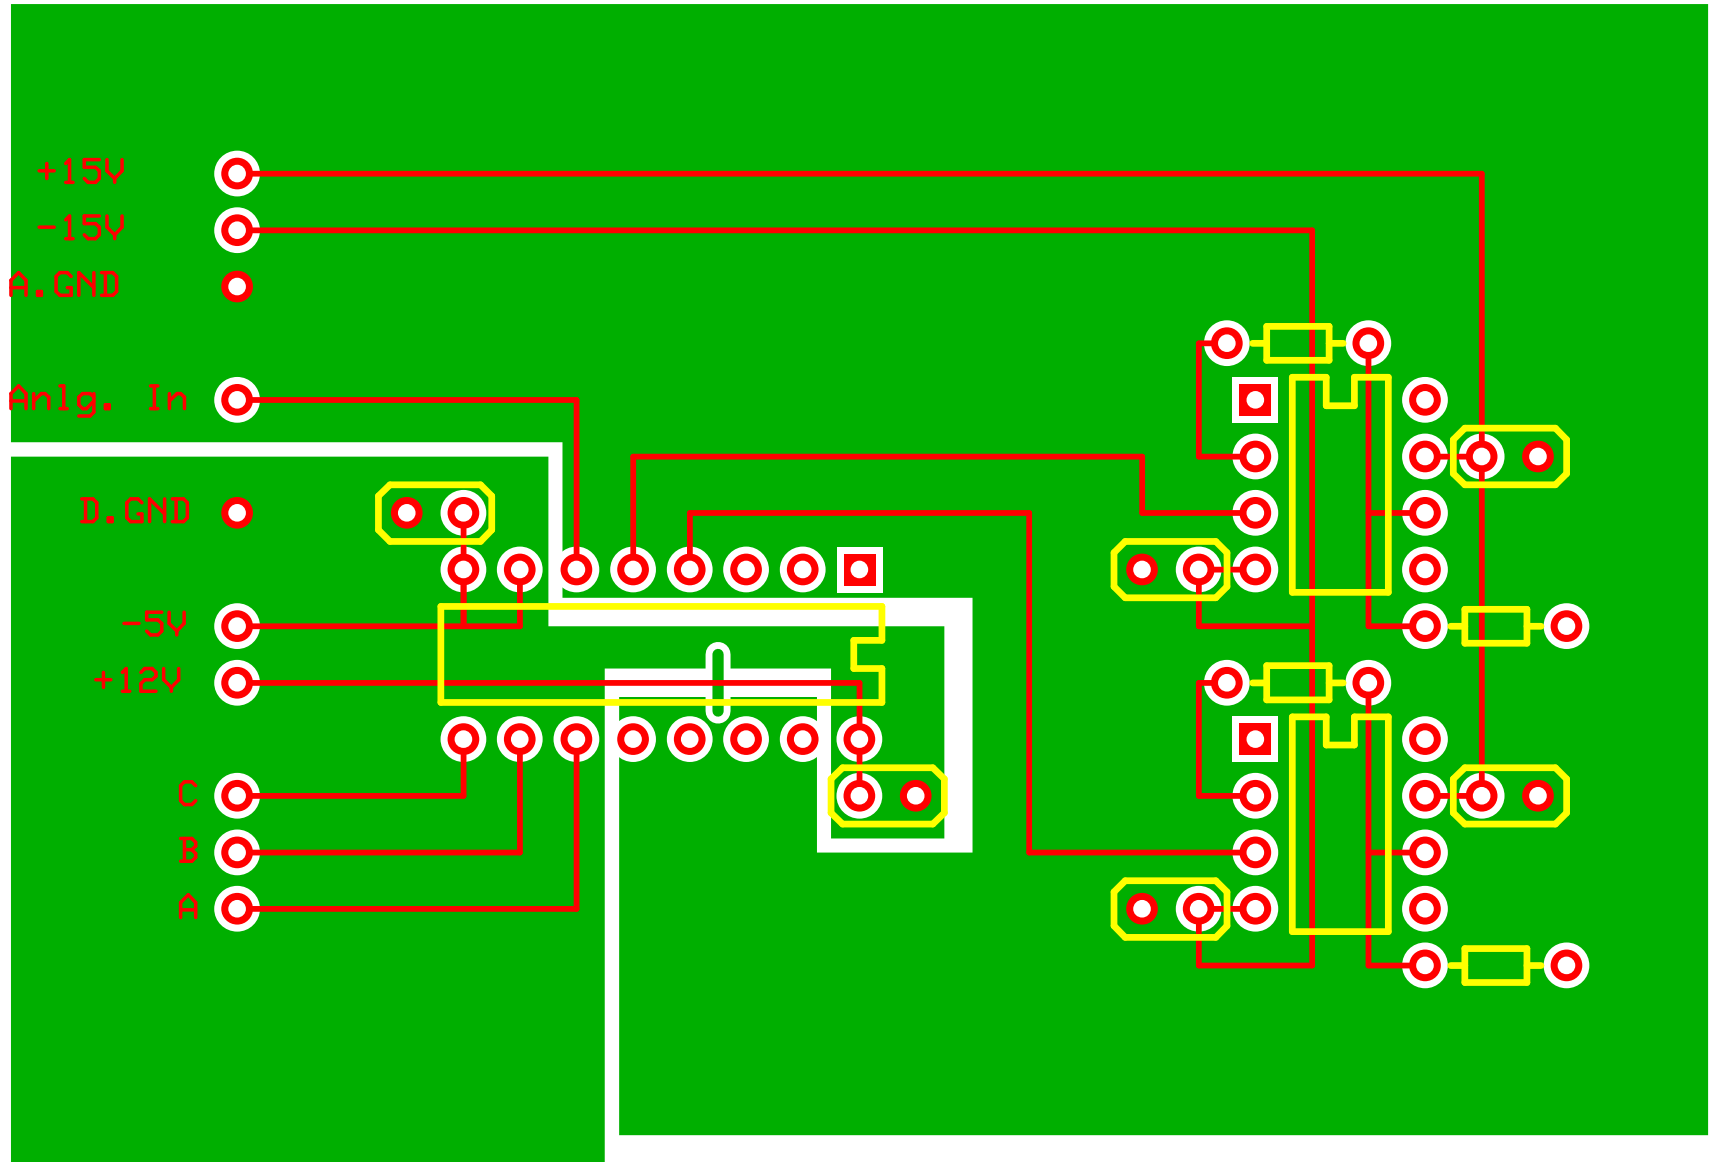 +15V
-15V
A.GND
Anlg. In
D.GND
-5V
+12V
C
B
A